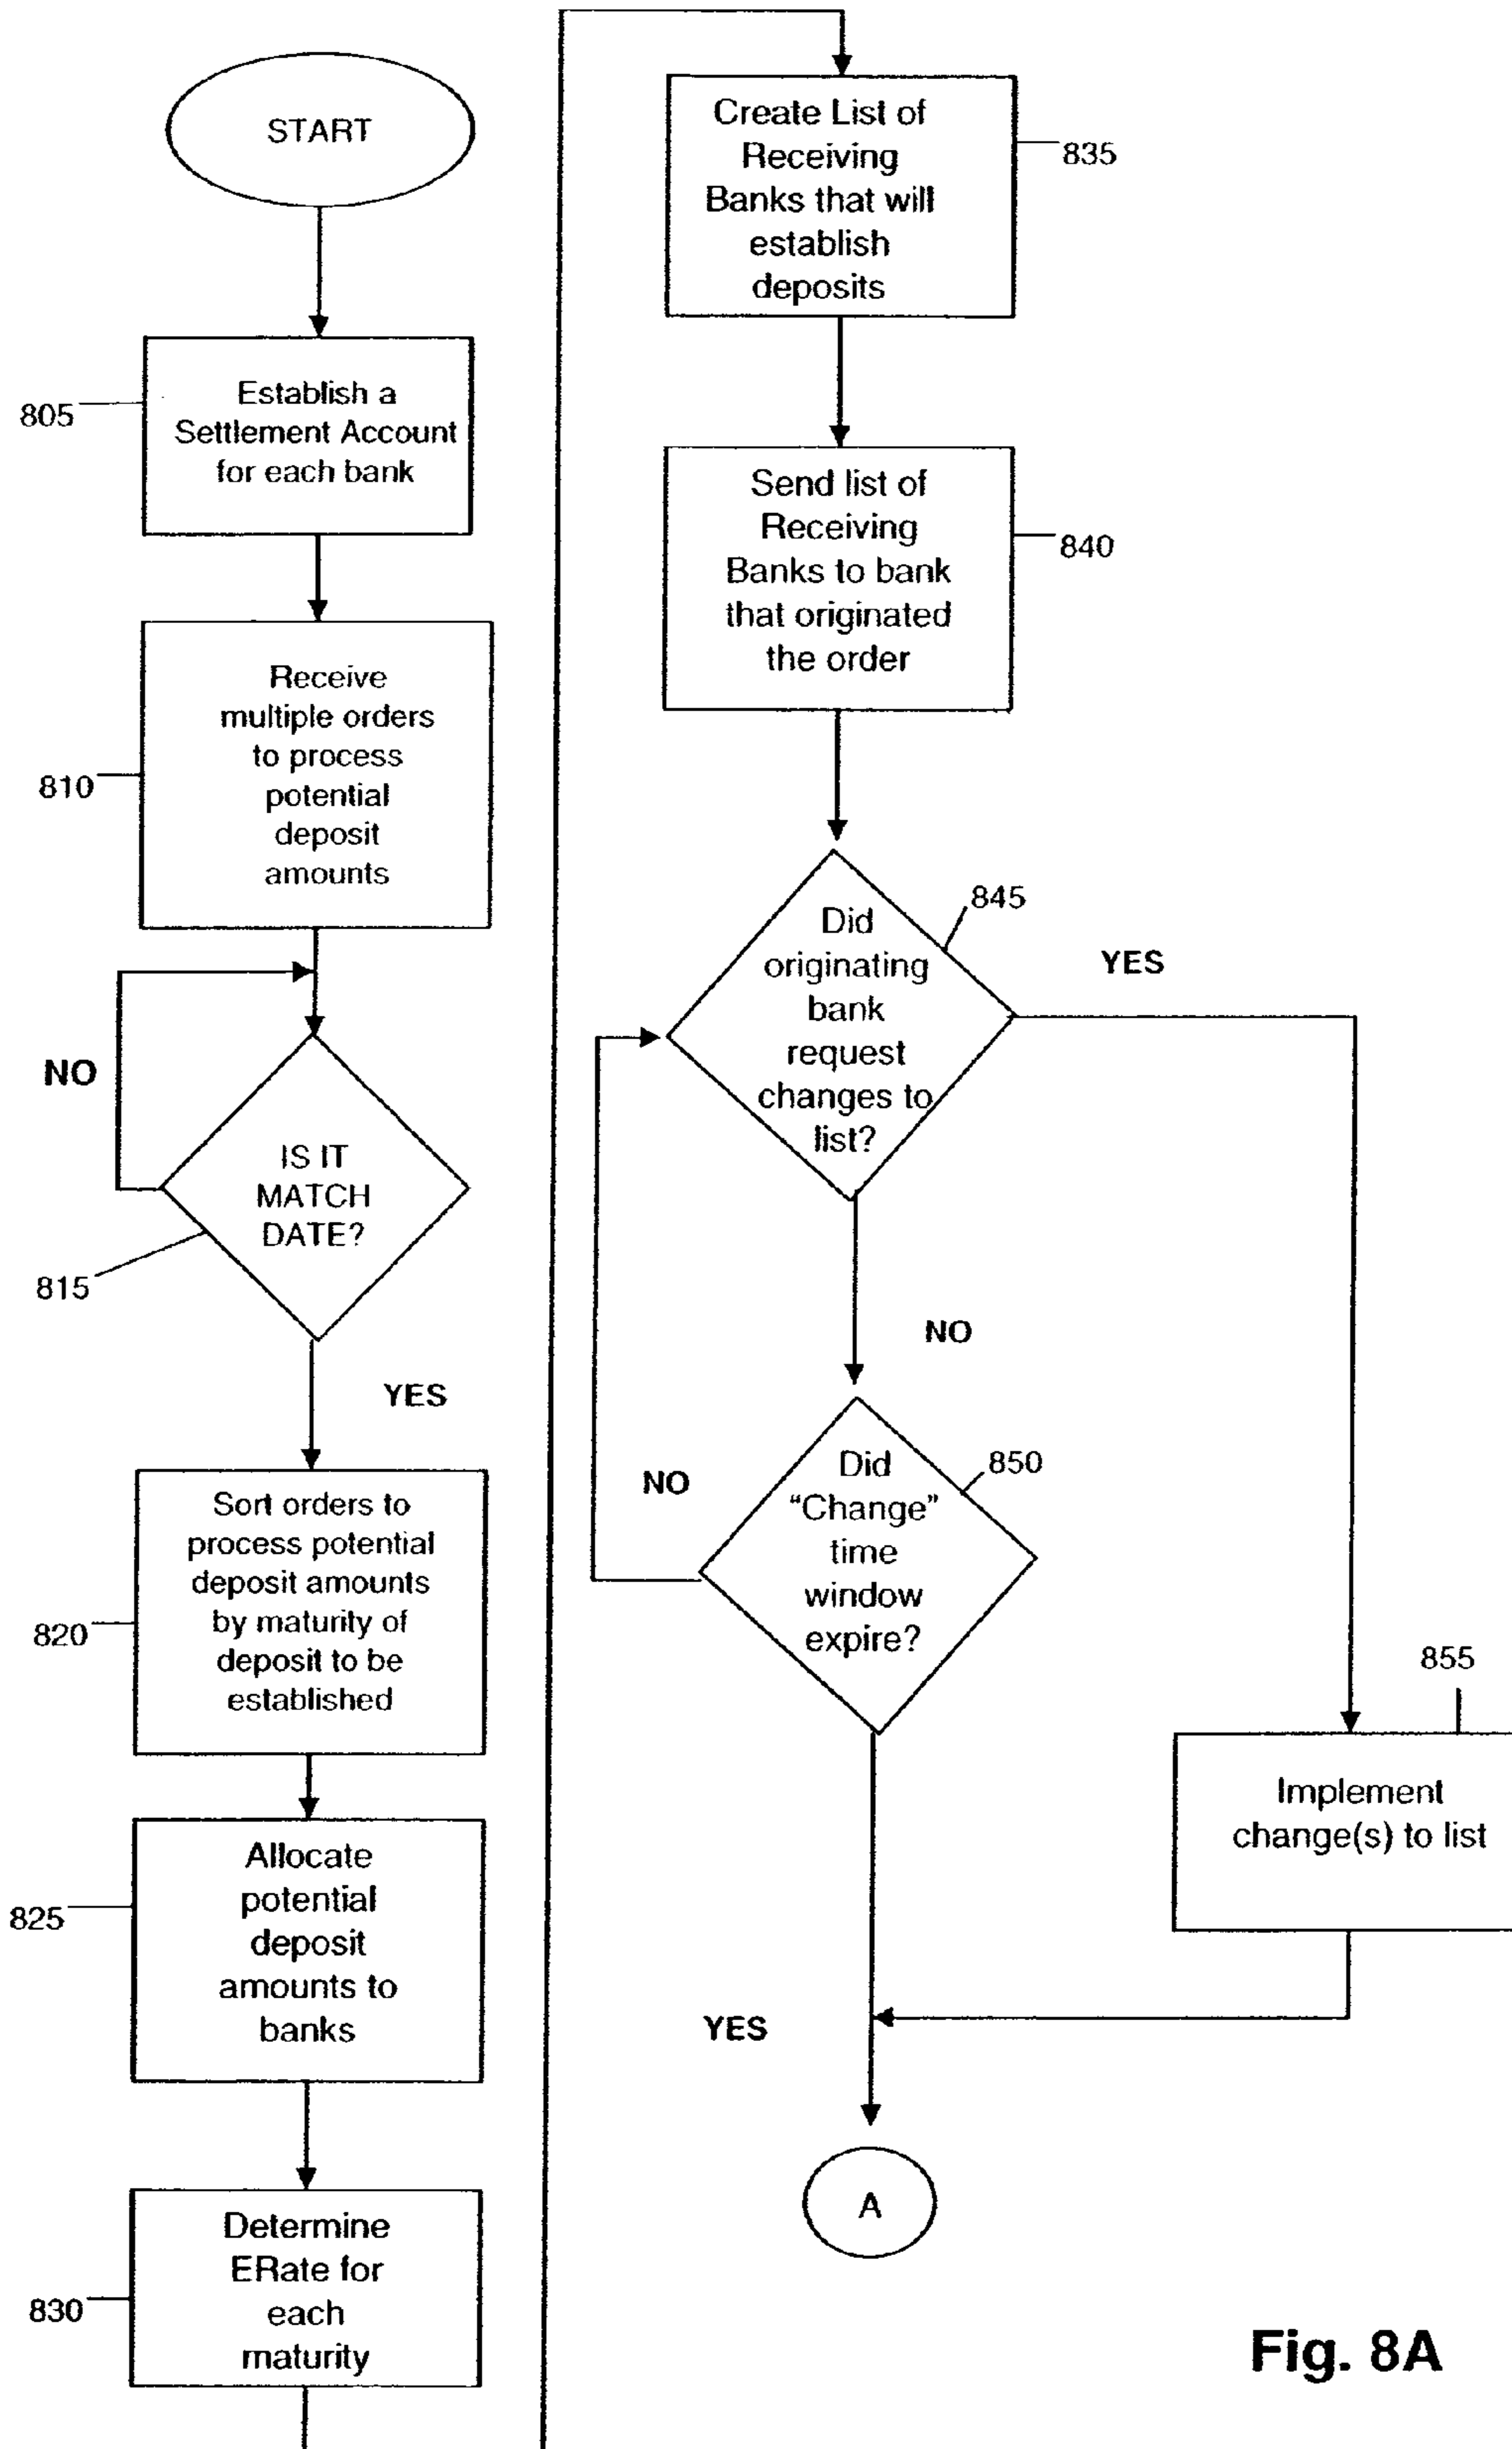 START
805
Establish a
Settlement Account
for each bank
810
Receive
multiple orders
to process
potential
deposit
amounts
NO
IS IT
MATCH
DATE?
815
YES
820
Sort orders to
process potential
deposit amounts
by maturity of
deposit to be
established
825
Allocate
potential
deposit
amounts to
banks
830
Determine
ERate for
each
maturity
Create List of
Receiving
Banks that will
establish
deposits
835
Send list of
Receiving
Banks to bank
that originated
the order
840
Did
originating
bank
request
changes to
list?
845
YES
NO
NO
Did
“Change”
time
window
expire?
850
855
Implement
change(s) to list
YES
A
Fig. 8A